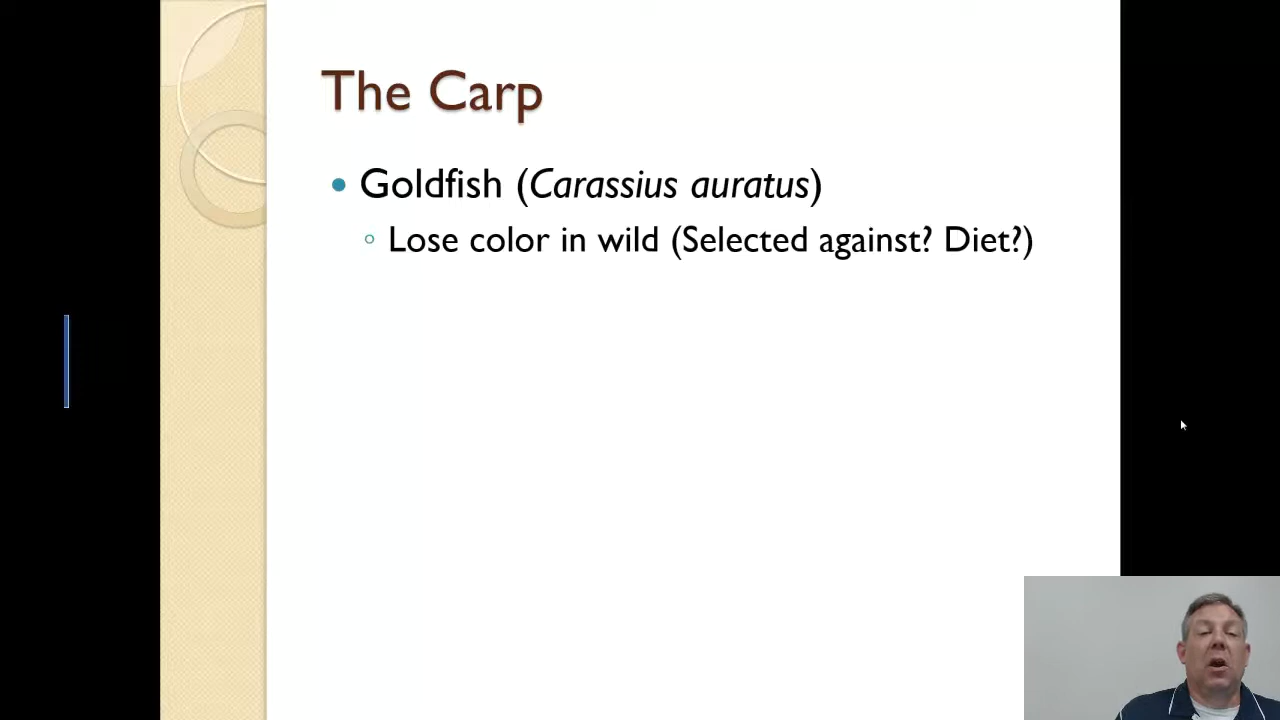 The Carp
Goldfish (Carassius auratus)
Lose color in wild (Selected against? Diet?)